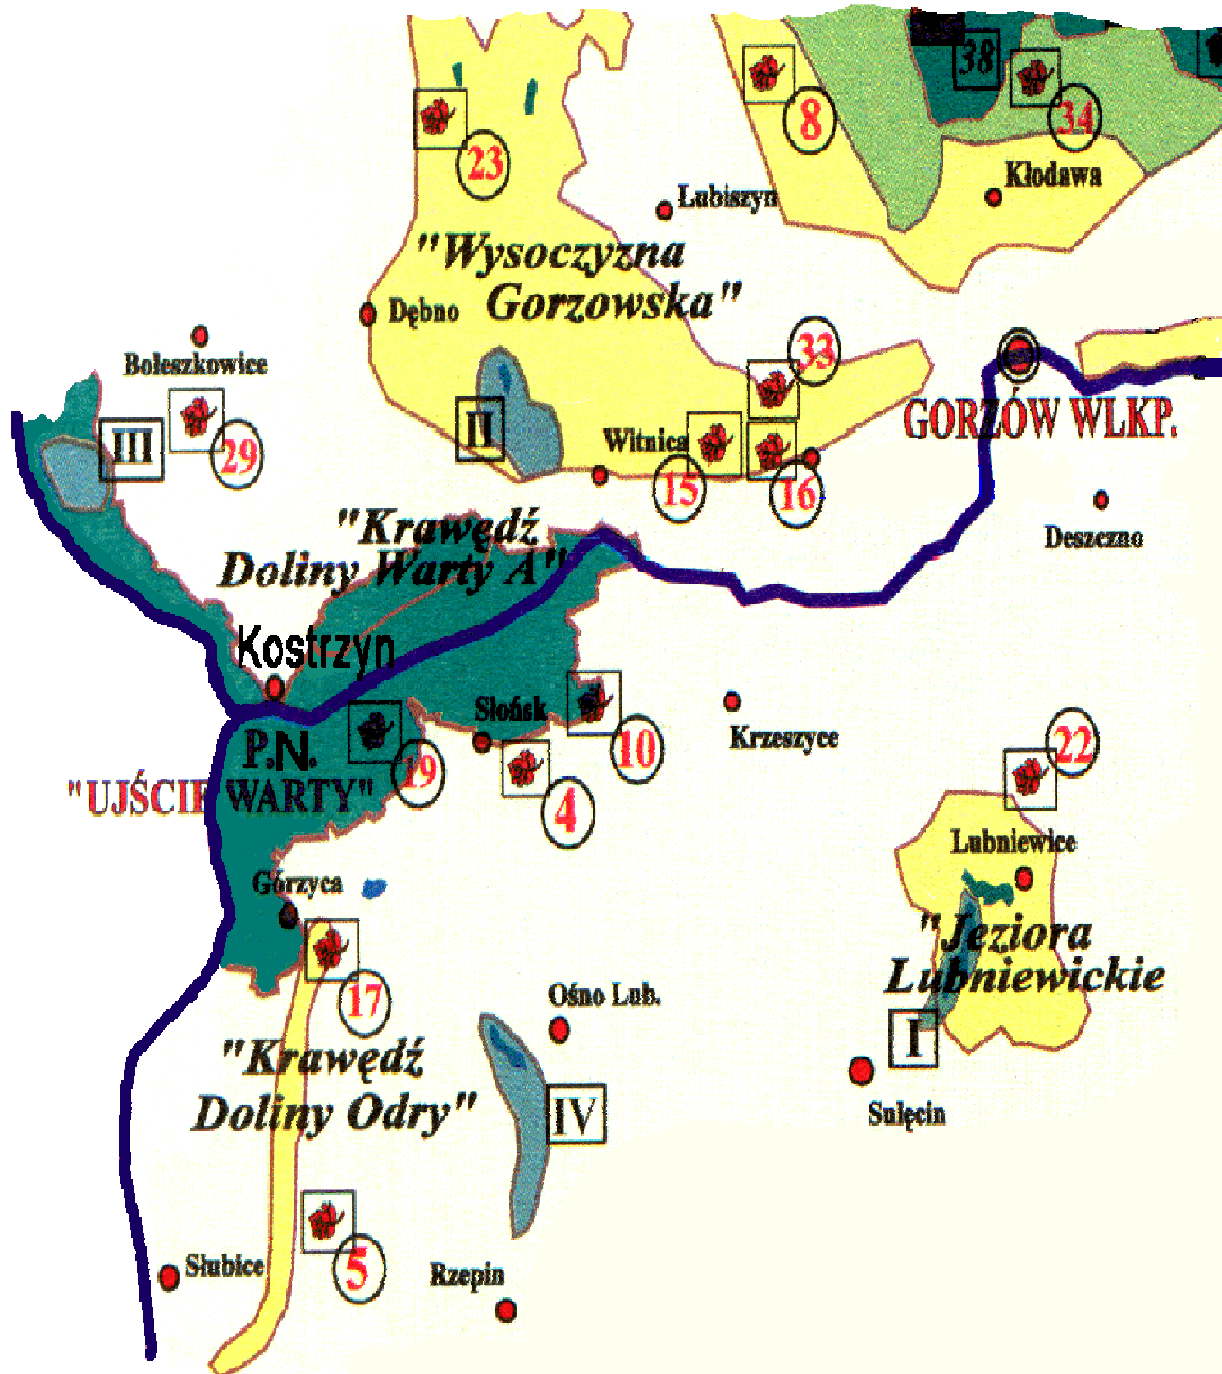 38
8
34
23
Kłodawa
Lubiszyn
"Wysoczyzna
Gorzowska"
Dębno
33
Boleszkowice
GORZÓW WLKP.
II
III
Witnica
29
15
16
"Krawędź
Deszczno
Doliny Warty A"
Kostrzyn
Słońsk
10
Krzeszyce
22
P.N.
19
"UJŚCIE WARTY"
4
Lubniewice
Górzyca
"Jeziora
Lubniewickie
17
Ośno Lub.
I
"Krawędź
Doliny Odry"
IV
Sulęcin
5
Słubice
Rzepin